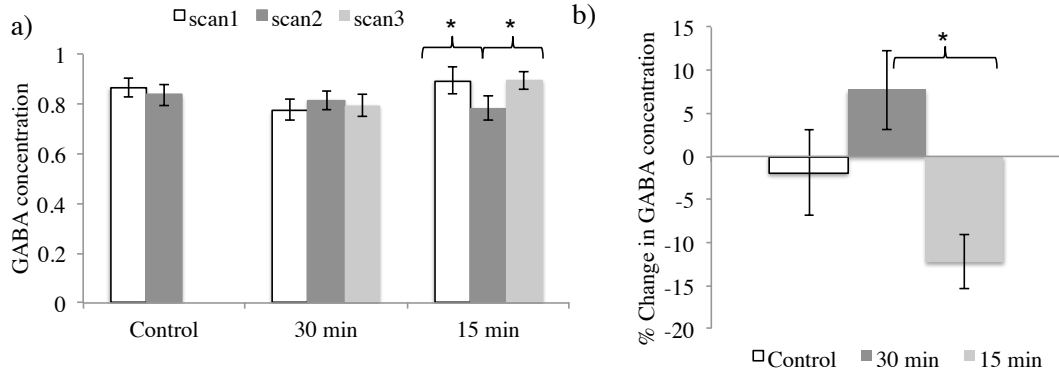 a)
scan1 scan2 scan3
* *
GABA concentration
1
0.8
0.6
0.4
0.2
0
Control 30 min 15 min
b)
*
% Change in GABA concentration
15
10
5
0
-5
-10
-15
-20
Control 30 min 15 min